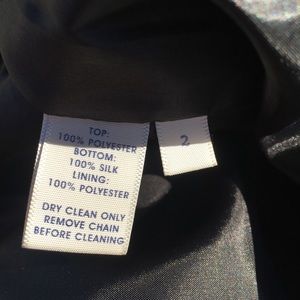 TOP:
100% POLYESTER
BOTTOM:
100% SILK
LINING:
100% POLYESTER
DRY CLEAN ONLY
REMOVE CHAIN
BEFORE CLEANING
2